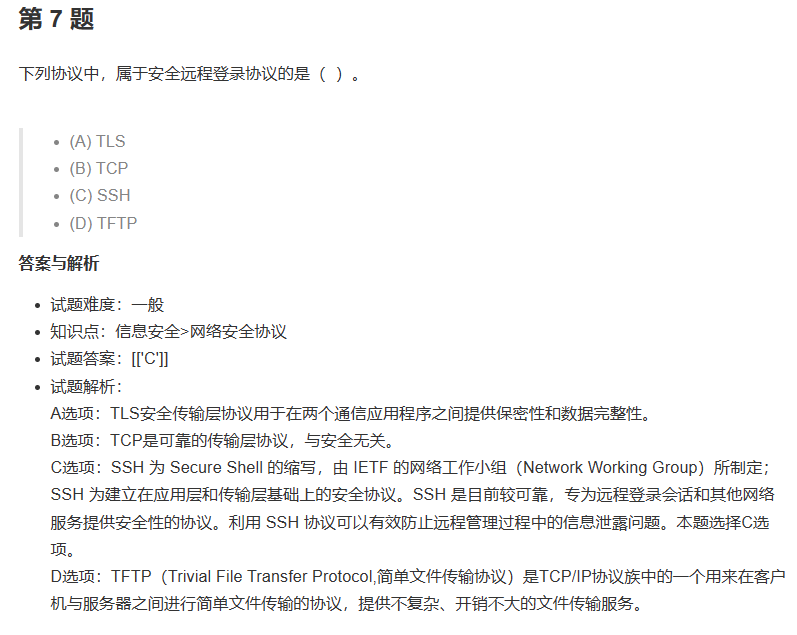 第 7 题
下列协议中，属于安全远程登录协议的是（  ）。
(A) TLS
(B) TCP
(C) SSH
(D) TFTP
答案与解析
试题难度：一般
知识点：信息安全>网络安全协议
试题答案：[['C']]
试题解析：
A选项：TLS安全传输层协议用于在两个通信应用程序之间提供保密性和数据完整性。
B选项：TCP是可靠的传输层协议，与安全无关。
C选项：SSH 为 Secure Shell 的缩写，由 IETF 的网络工作小组（Network Working Group）所制定；
SSH 为建立在应用层和传输层基础上的安全协议。SSH 是目前较可靠，专为远程登录会话和其他网络
服务提供安全性的协议。利用 SSH 协议可以有效防止远程管理过程中的信息泄露问题。本题选择C选
项。
D选项：TFTP（Trivial File Transfer Protocol,简单文件传输协议）是TCP/IP协议族中的一个用来在客户
机与服务器之间进行简单文件传输的协议，提供不复杂、开销不大的文件传输服务。